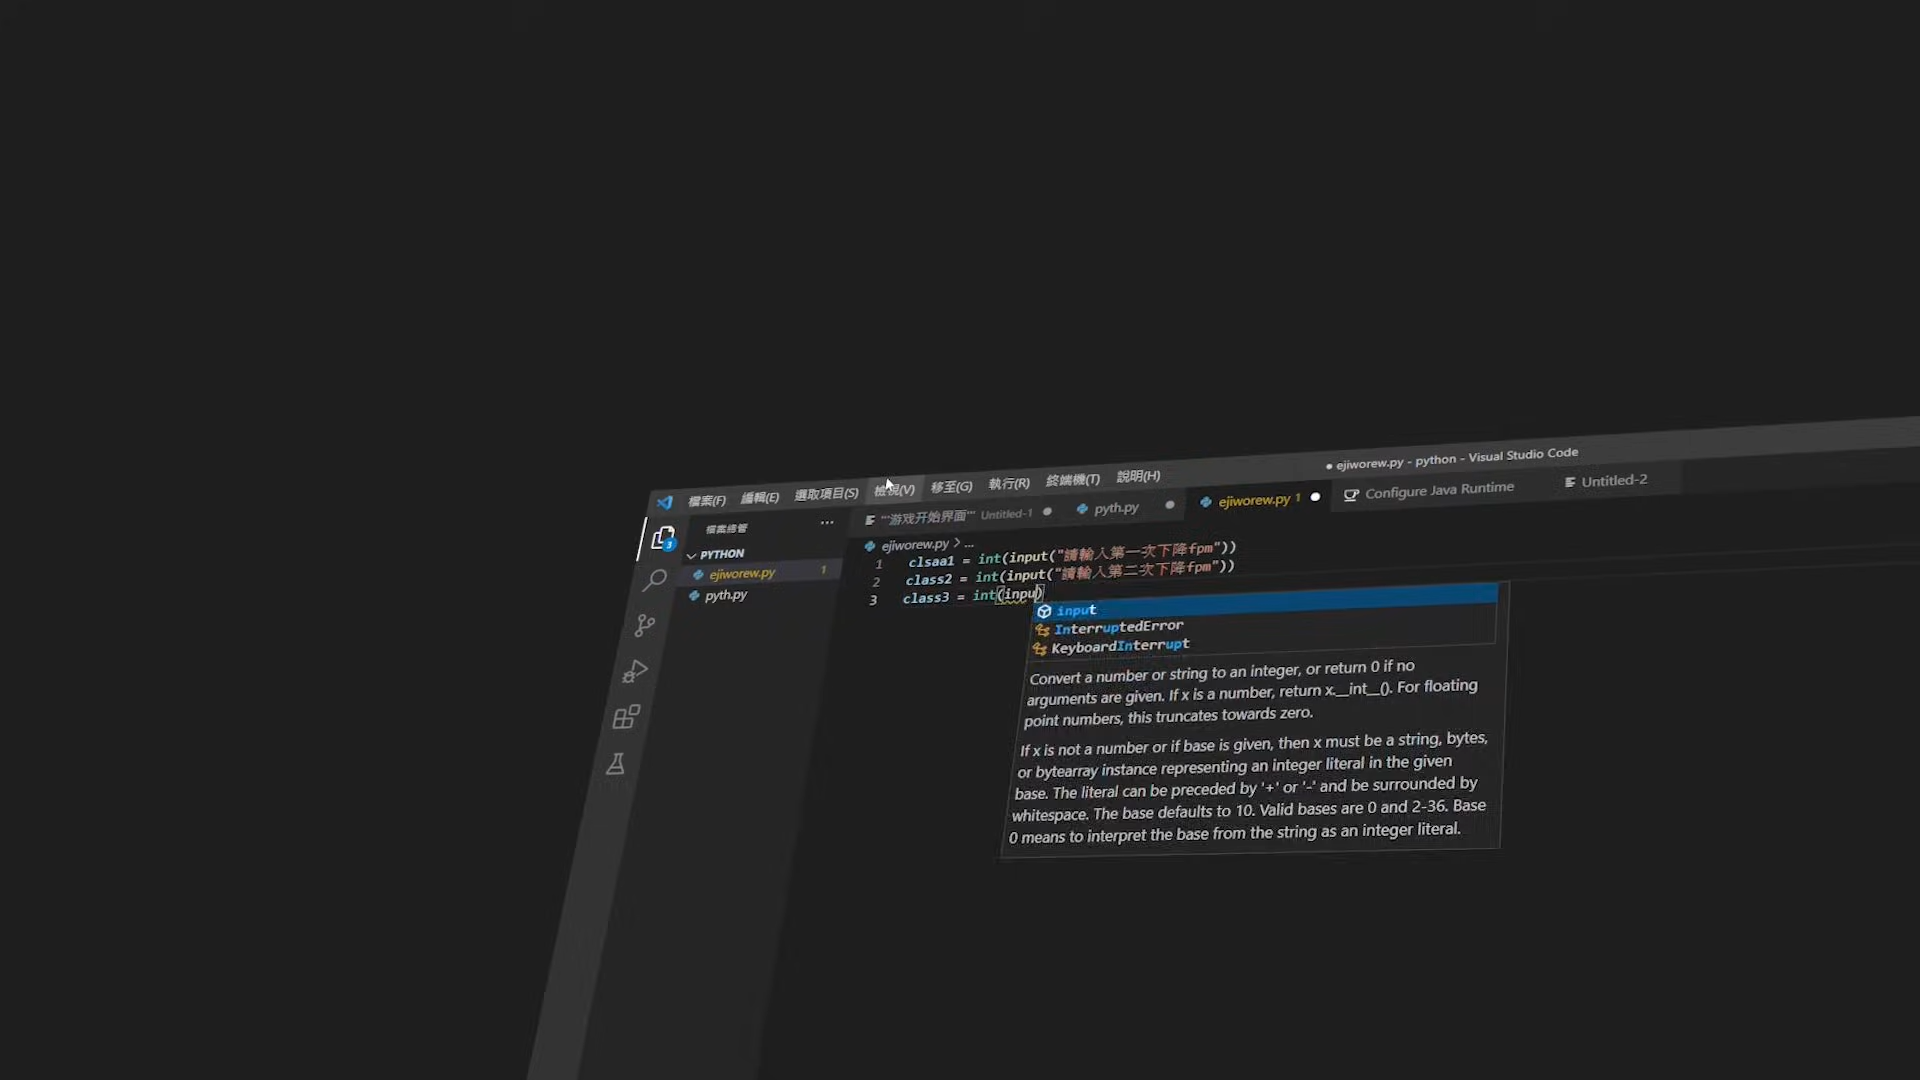 檔案(F) 編輯(E) 選取項目(S) 檢視(V) 移至(G) 執行(R) 終端機(T) 說明(H)
● ejiworew.py - python - Visual Studio Code
檔案總管 ...
'''游戏开始界面''' Untitled-1 ● pyth.py ● ejiworew.py 1 ● Configure Java Runtime Untitled-2
3
PYTHON
ejiworew.py 1
pyth.py
ejiworew.py > ...
1 clsaa1 = int(input("請輸入第一次下降fpm"))
2 class2 = int(input("請輸入第二次下降fpm"))
3 class3 = int(inpu)
input
InterruptedError
KeyboardInterrupt
Convert a number or string to an integer, or return 0 if no
arguments are given. If x is a number, return x.__int__(). For floating
point numbers, this truncates towards zero.
If x is not a number or if base is given, then x must be a string, bytes,
or bytearray instance representing an integer literal in the given
base. The literal can be preceded by '+' or '-' and be surrounded by
whitespace. The base defaults to 10. Valid bases are 0 and 2-36. Base
0 means to interpret the base from the string as an integer literal.